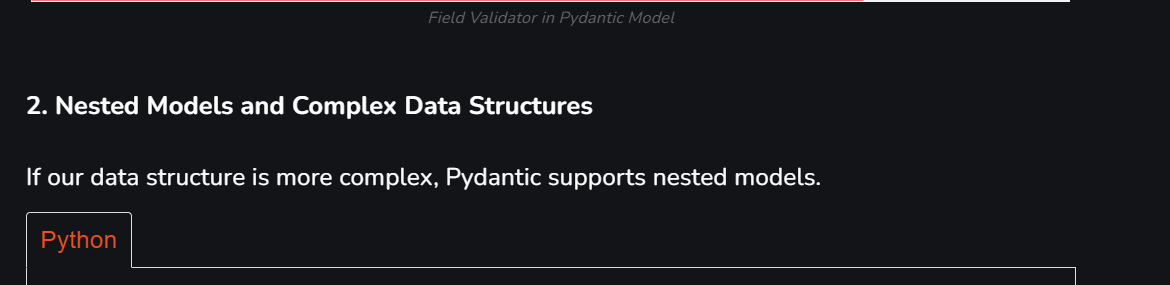 Field Validator in Pydantic Model
2. Nested Models and Complex Data Structures
If our data structure is more complex, Pydantic supports nested models.
Python